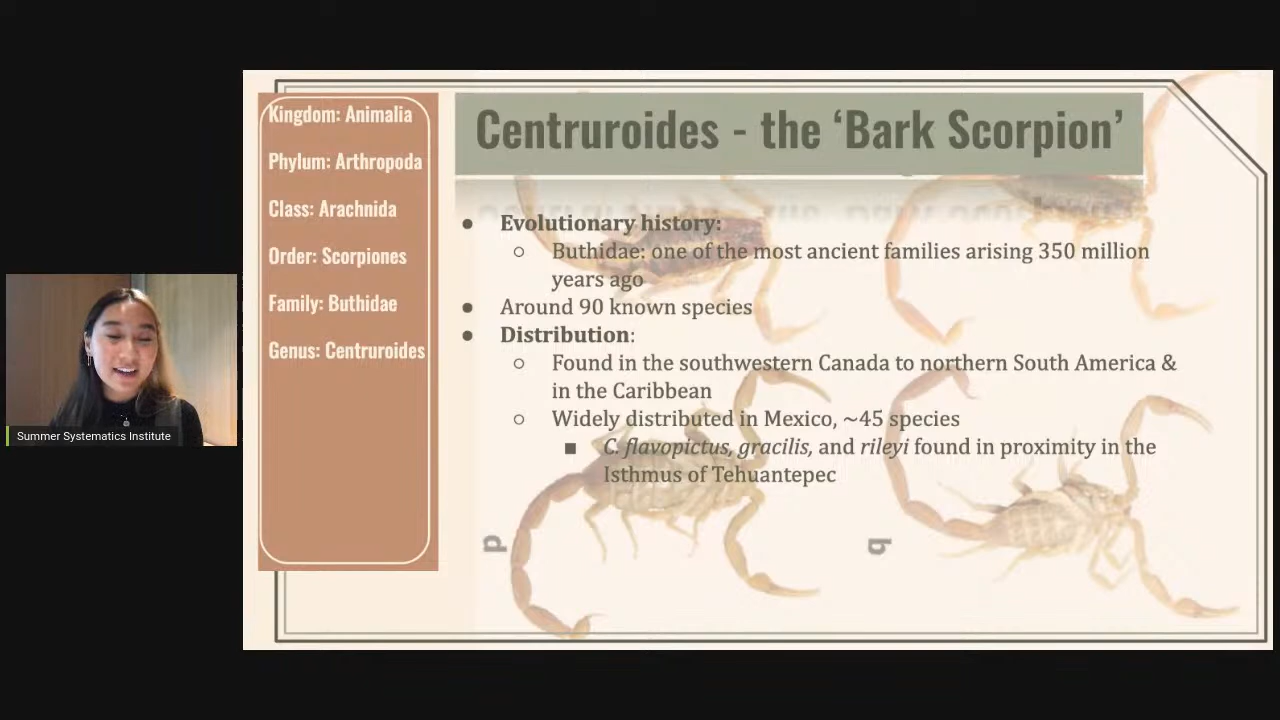 Kingdom: Animalia
Phylum: Arthropoda
Class: Arachnida
Order: Scorpiones
Family: Buthidae
Genus: Centruroides
Centruroides - the ‘Bark Scorpion’
● Evolutionary history:
○ Buthidae: one of the most ancient families arising 350 million
years ago
● Around 90 known species
● Distribution:
○ Found in the southwestern Canada to northern South America &
in the Caribbean
○ Widely distributed in Mexico, ~45 species
■ C. flavopictus, gracilis, and rileyi found in proximity in the
Isthmus of Tehuantepec
Summer Systematics Institute